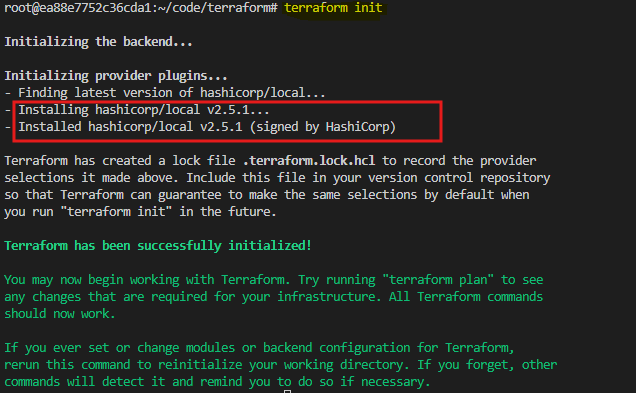 root@ea88e7752c36cda1:~/code/terraform# terraform init
Initializing the backend...
Initializing provider plugins...
- Finding latest version of hashicorp/local...
- Installing hashicorp/local v2.5.1...
- Installed hashicorp/local v2.5.1 (signed by HashiCorp)
Terraform has created a lock file .terraform.lock.hcl to record the provider
selections it made above. Include this file in your version control repository
so that Terraform can guarantee to make the same selections by default when
you run "terraform init" in the future.
Terraform has been successfully initialized!
You may now begin working with Terraform. Try running "terraform plan" to see
any changes that are required for your infrastructure. All Terraform commands
should now work.
If you ever set or change modules or backend configuration for Terraform,
rerun this command to reinitialize your working directory. If you forget, other
commands will detect it and remind you to do so if necessary.